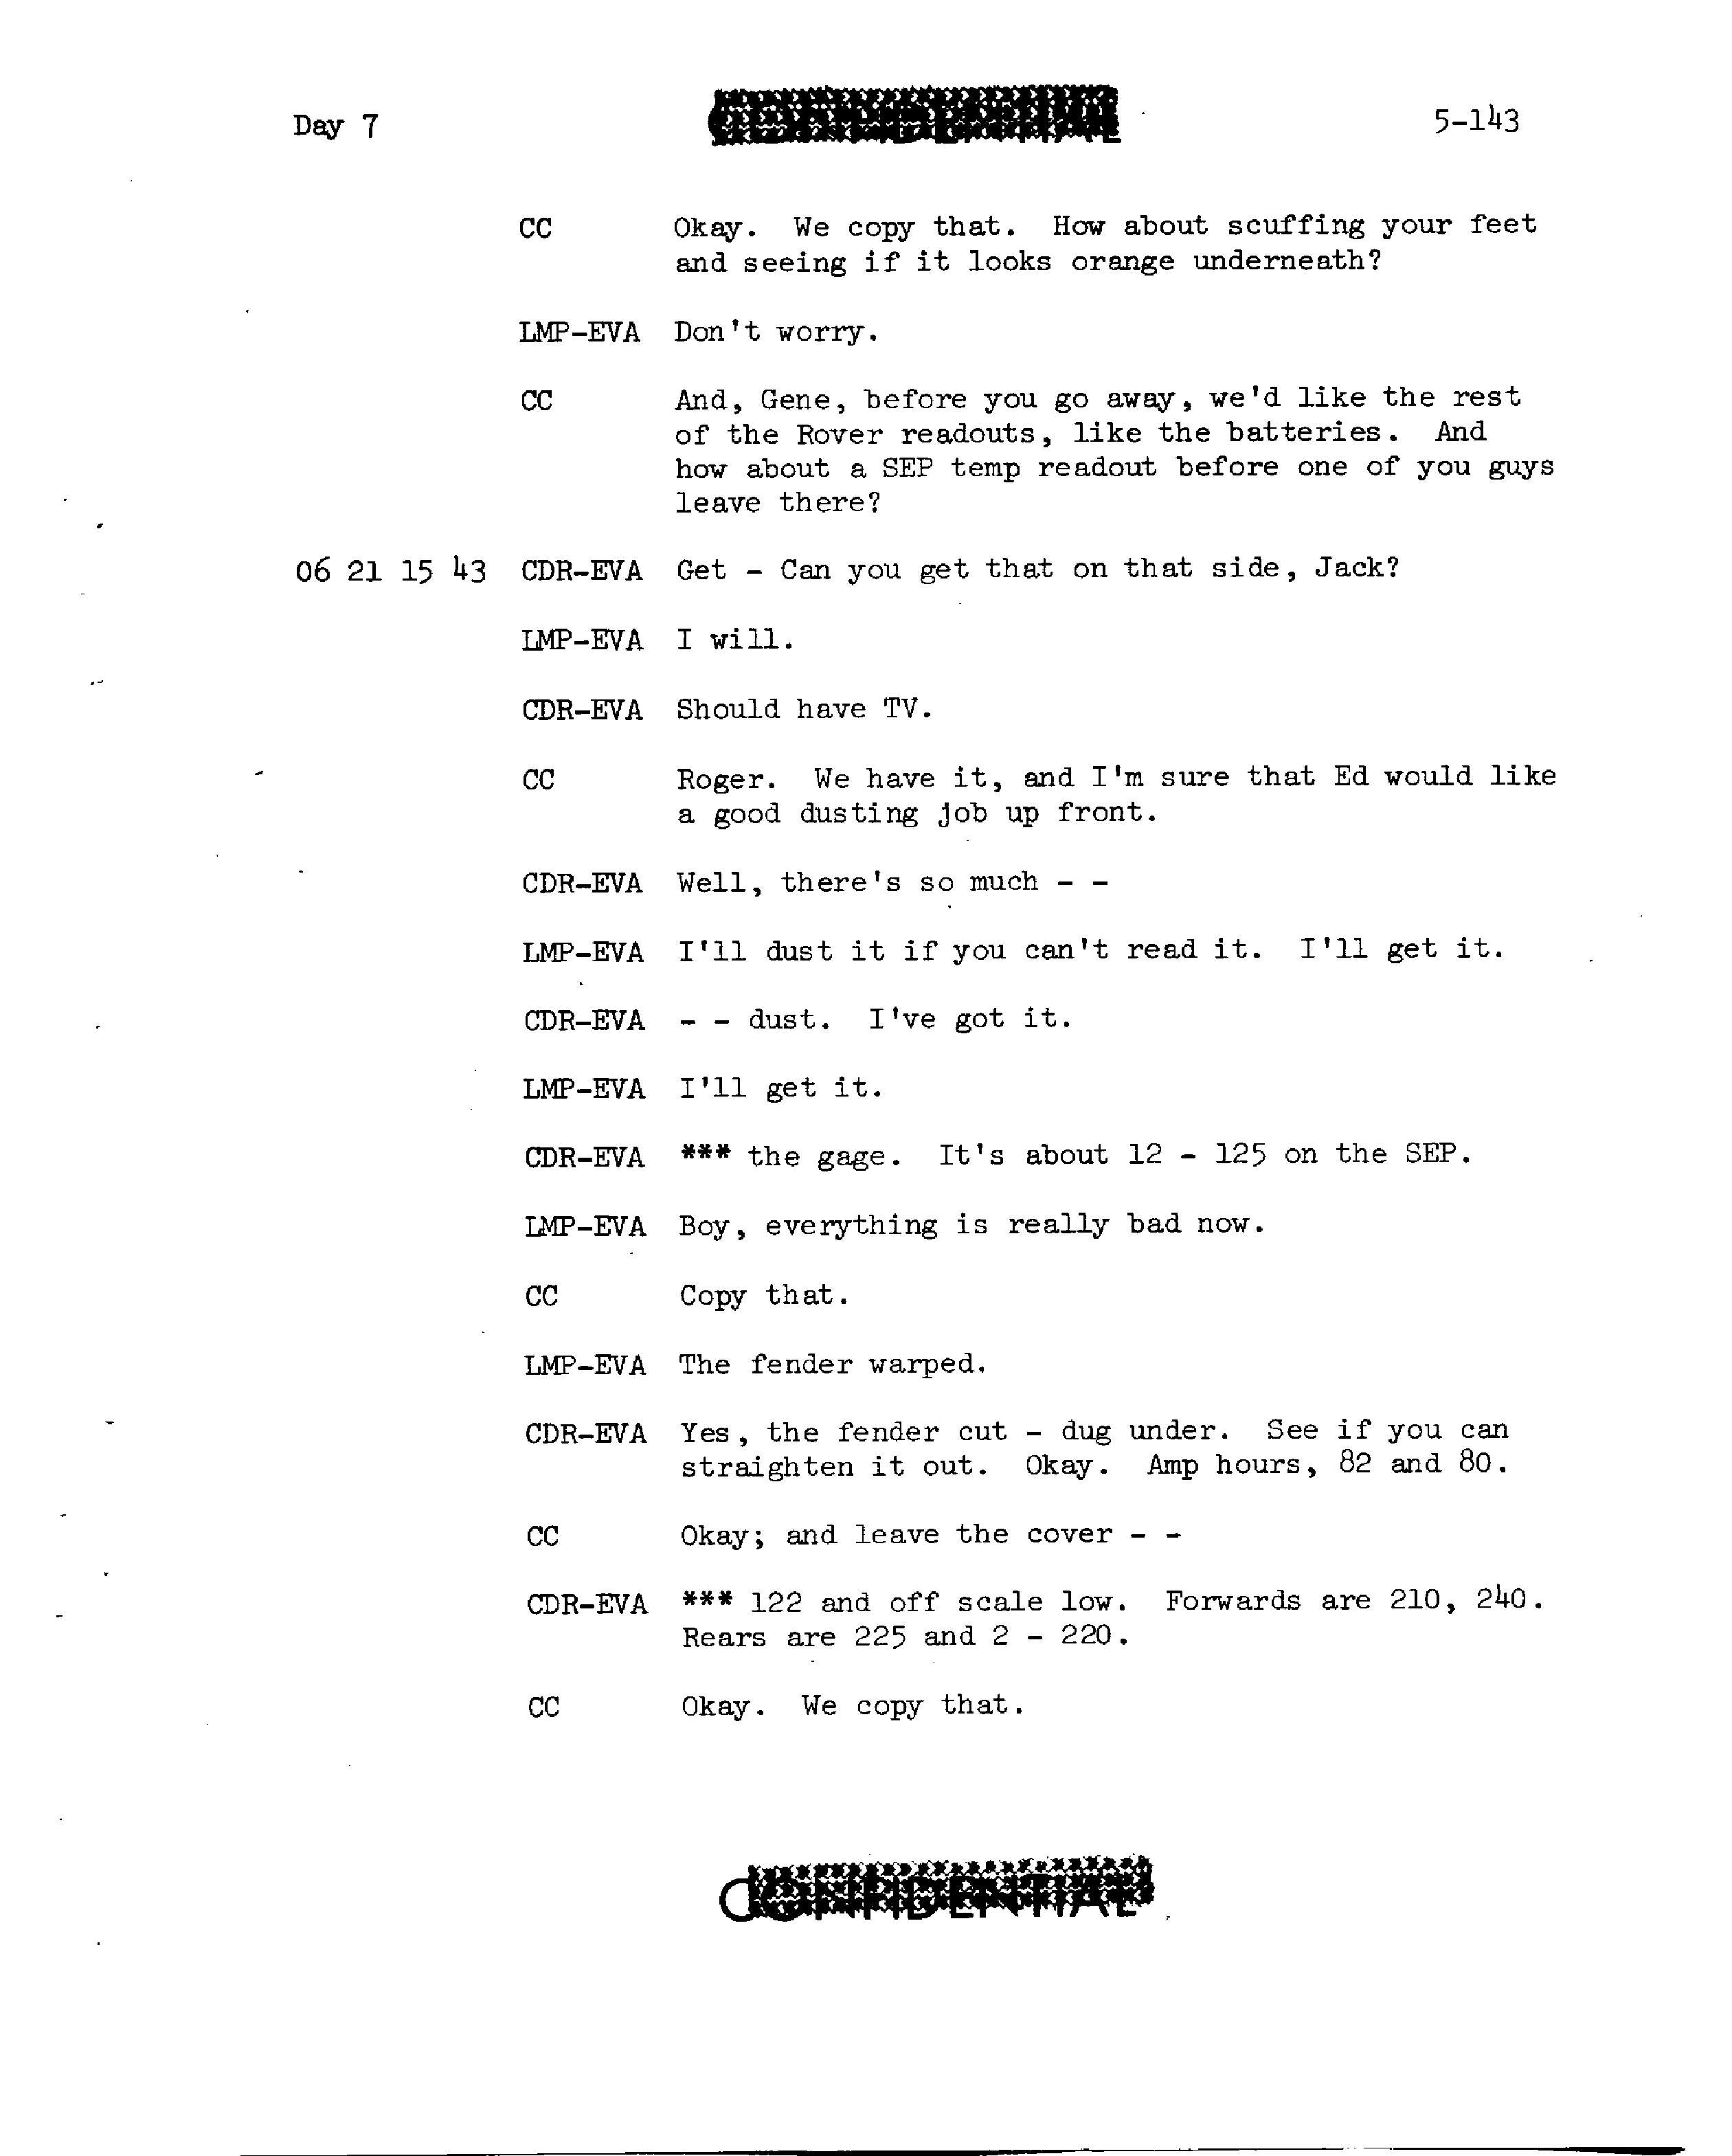 Day 7
5-143
CC Okay. We copy that. How about scuffing your feet
and seeing if it looks orange underneath?
LMP-EVA Don't worry.
CC And, Gene, before you go away, we'd like the rest
of the Rover readouts, like the batteries. And
how about a SEP temp readout before one of you guys
leave there?
06 21 15 43 CDR-EVA Get - Can you get that on that side, Jack?
LMP-EVA I will.
CDR-EVA Should have TV.
CC Roger. We have it, and I'm sure that Ed would like
a good dusting job up front.
CDR-EVA Well, there's so much - -
LMP-EVA I'll dust it if you can't read it. I'll get it.
CDR-EVA - - dust. I've got it.
LMP-EVA I'll get it.
CDR-EVA *** the gage. It's about 12 - 125 on the SEP.
LMP-EVA Boy, everything is really bad now.
CC Copy that.
LMP-EVA The fender warped.
CDR-EVA Yes, the fender cut - dug under. See if you can
straighten it out. Okay. Amp hours, 82 and 80.
CC Okay; and leave the cover - -
CDR-EVA *** 122 and off scale low. Forwards are 210, 240.
Rears are 225 and 2 - 220.
CC Okay. We copy that.
CONFIDENTIAL